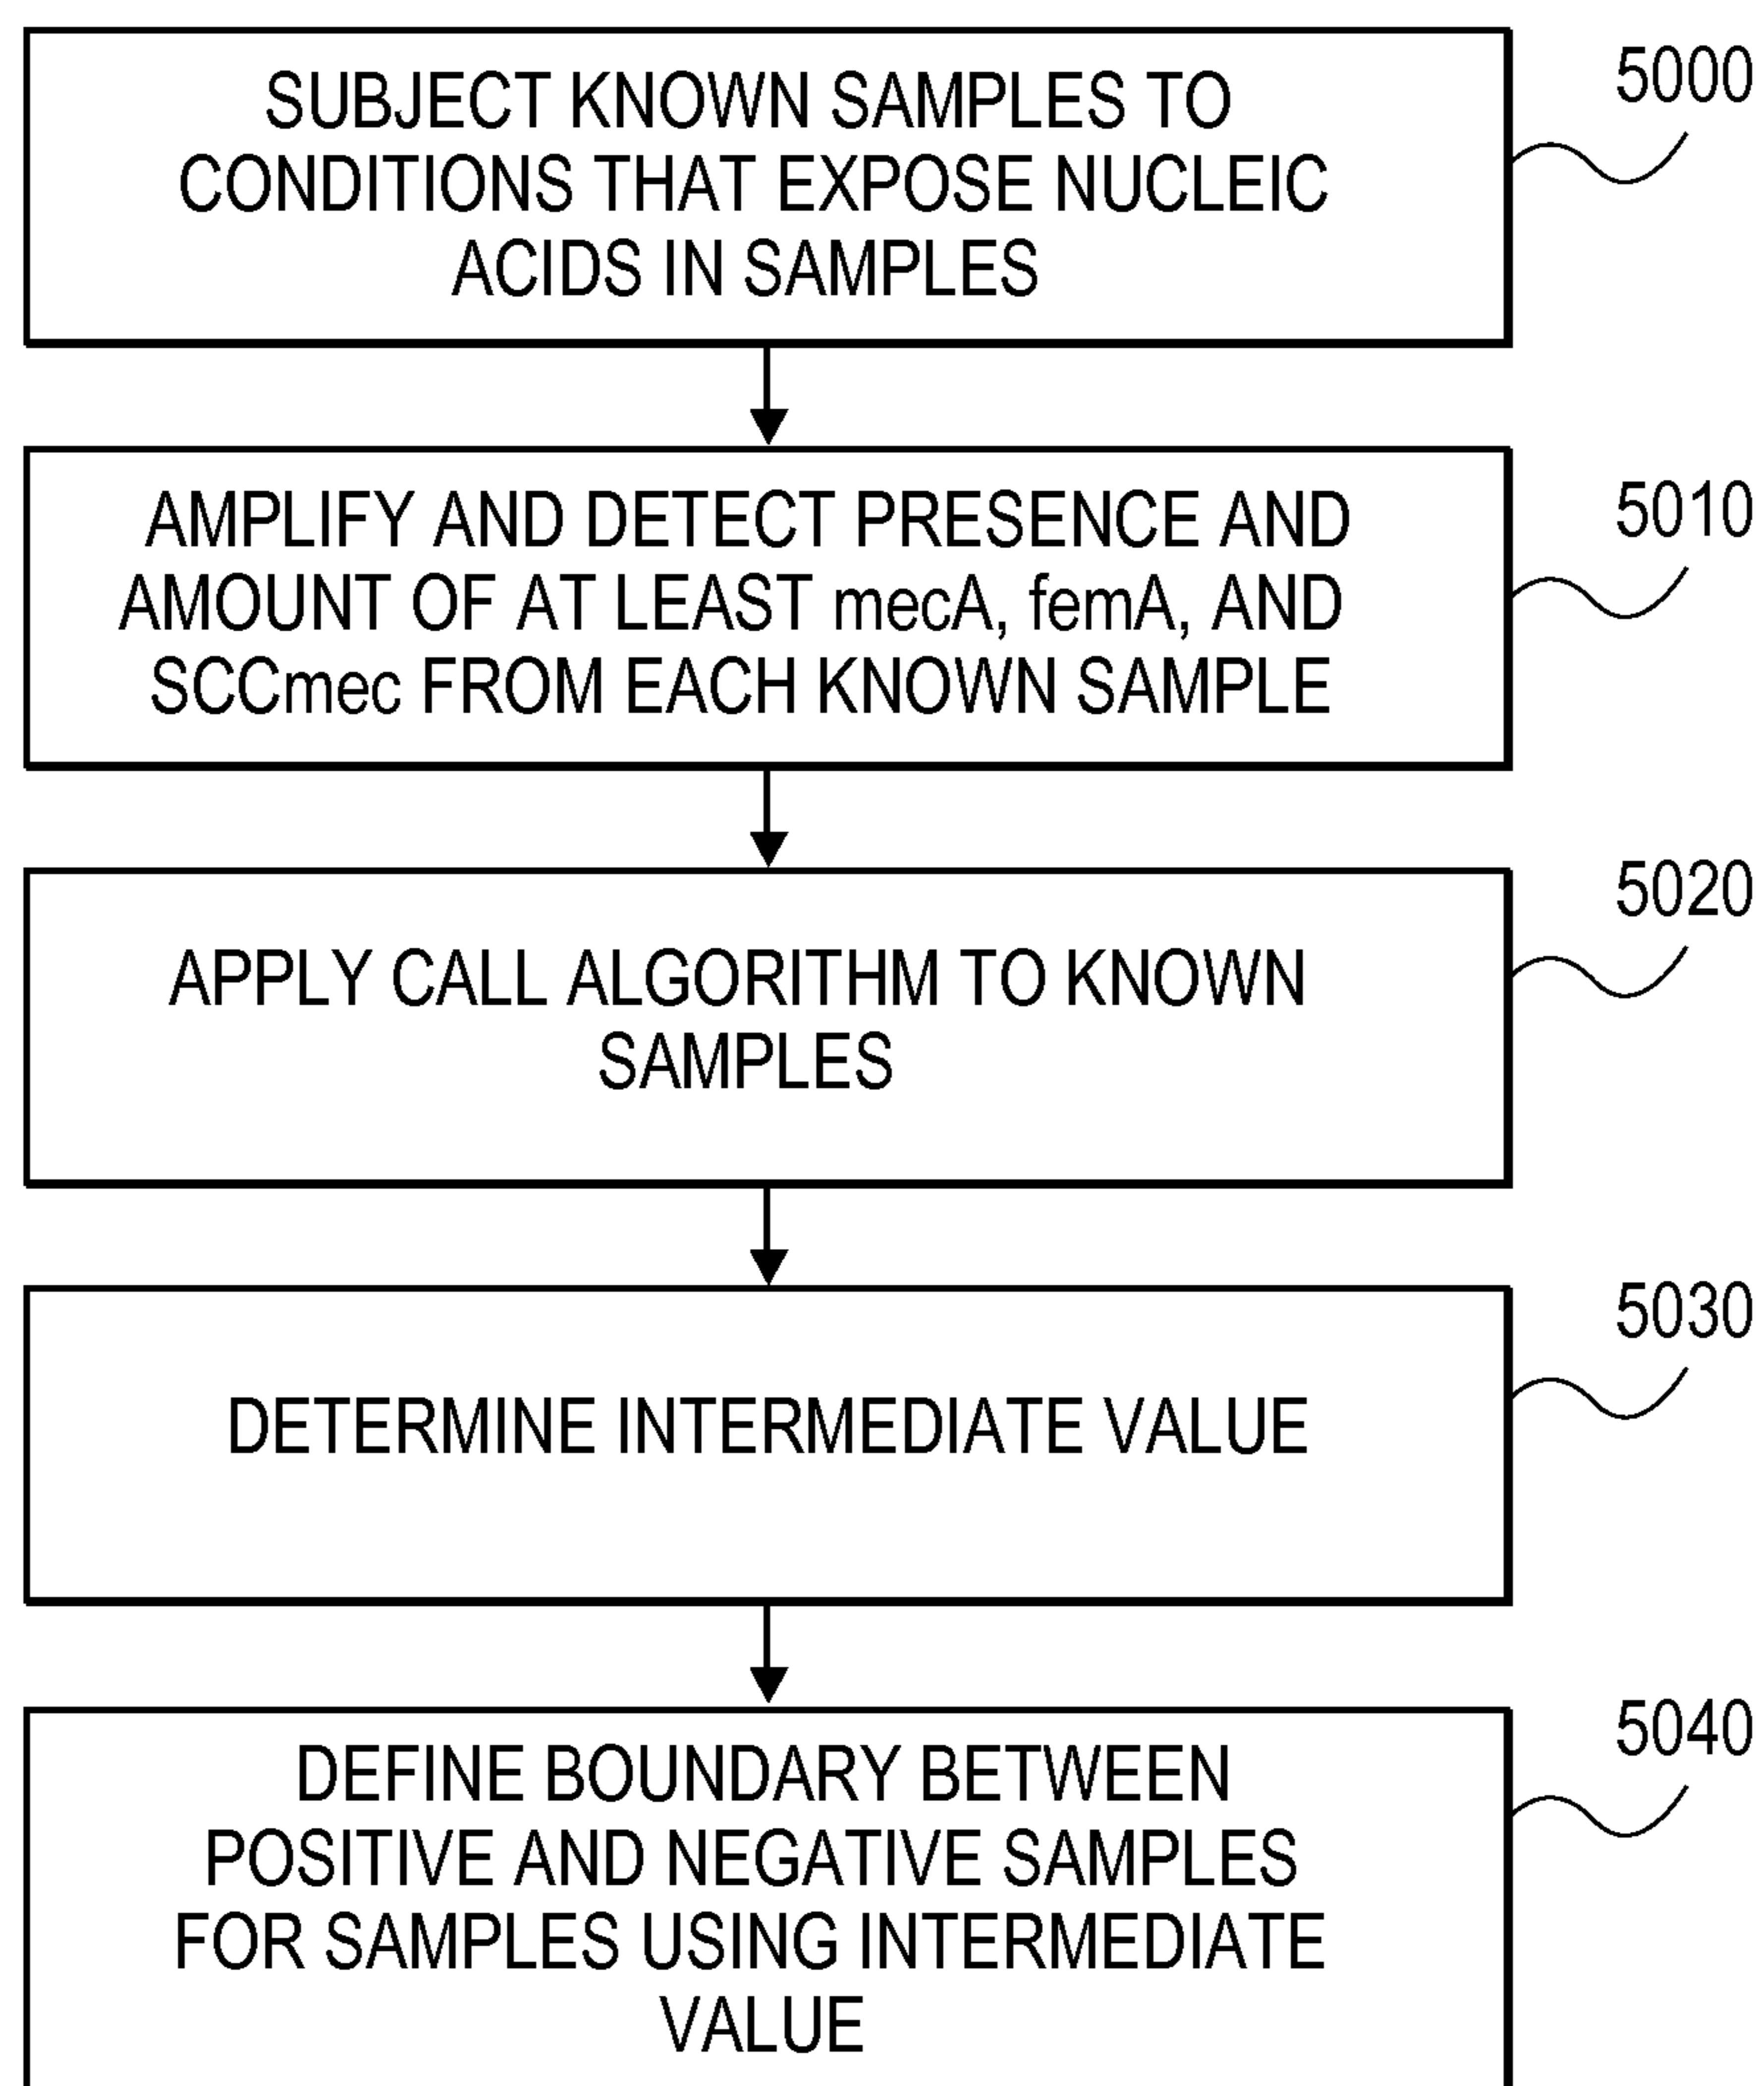 SUBJECT KNOWN SAMPLES TO
CONDITIONS THAT EXPOSE NUCLEIC
ACIDS IN SAMPLES
5000
AMPLIFY AND DETECT PRESENCE AND
AMOUNT OF AT LEAST mecA, femA, AND
SCCmec FROM EACH KNOWN SAMPLE
5010
APPLY CALL ALGORITHM TO KNOWN
SAMPLES
5020
DETERMINE INTERMEDIATE VALUE
5030
DEFINE BOUNDARY BETWEEN
POSITIVE AND NEGATIVE SAMPLES
FOR SAMPLES USING INTERMEDIATE
VALUE
5040